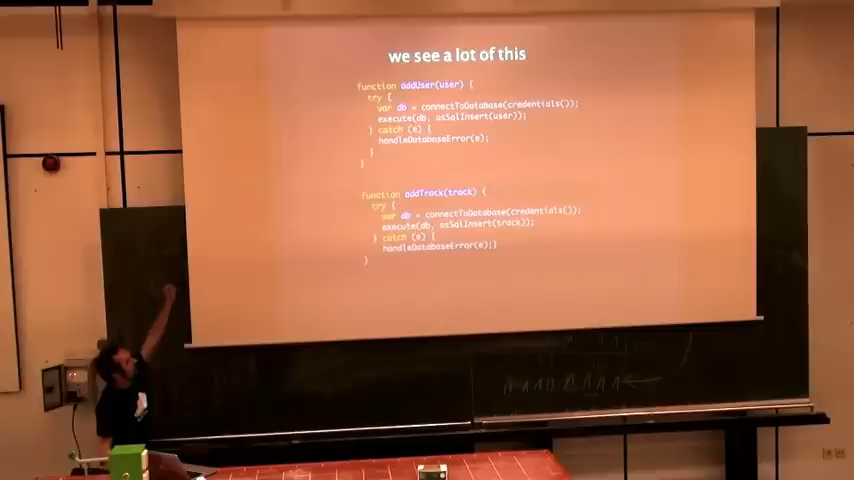 we see a lot of this
function addUser(user) {
try {
var db = connectToDatabase(credentials());
execute(db, asSqlInsert(user));
} catch (e) {
handleDatabaseError(e);
}
}
function addTrack(track) {
try {
var db = connectToDatabase(credentials());
execute(db, asSqlInsert(track));
} catch (e) {
handleDatabaseError(e);}
}